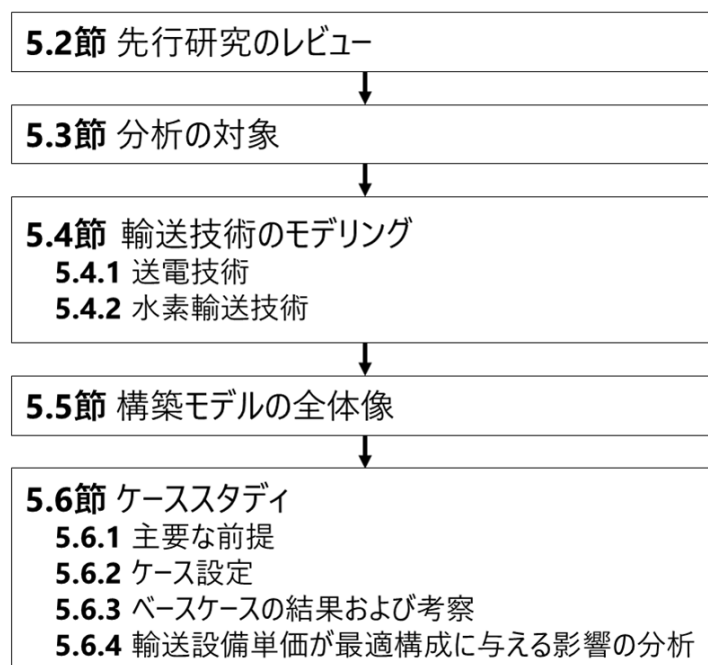 5.2節 先行研究のレビュー
5.3節 分析の対象
5.4節 輸送技術のモデリング
5.4.1 送電技術
5.4.2 水素輸送技術
5.5節 構築モデルの全体像
5.6節 ケーススタディ
5.6.1 主要な前提
5.6.2 ケース設定
5.6.3 ベースケースの結果および考察
5.6.4 輸送設備単価が最適構成に与える影響の分析